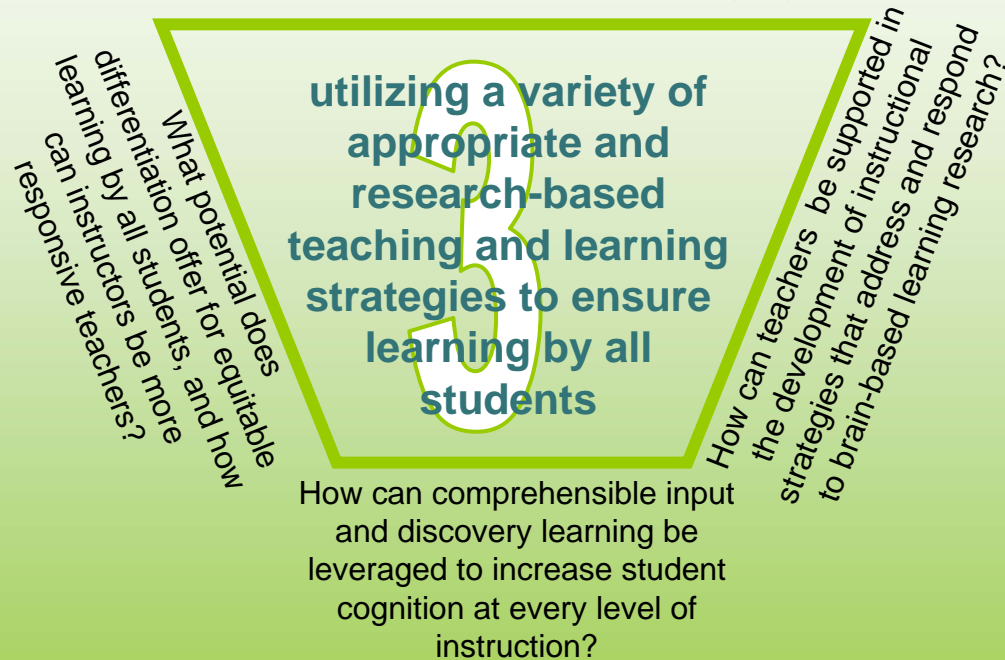 3
utilizing a variety of
appropriate and
research-based
teaching and learning
strategies to ensure
learning by all
students
What potential does
differentiation offer for equitable
learning by all students, and how
can instructors be more
responsive teachers?
How can teachers be supported in
the development of instructional
strategies that address and respond
to brain-based learning research?
How can comprehensible input
and discovery learning be
leveraged to increase student
cognition at every level of
instruction?